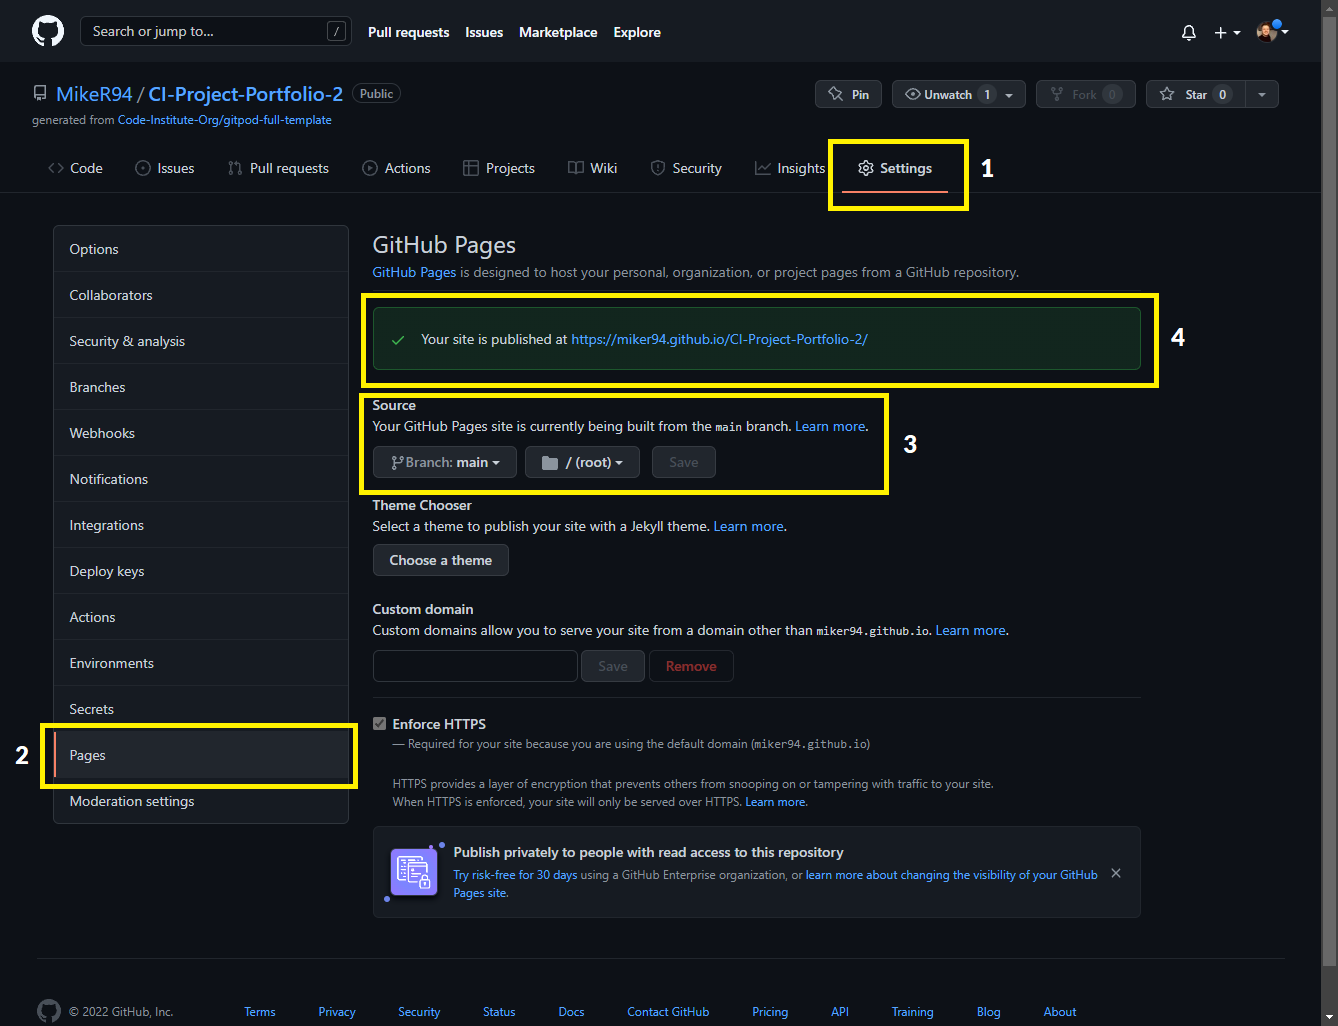 Search or jump to... /
Pull requests Issues Marketplace Explore
MikeR94 / CI-Project-Portfolio-2 Public
Pin Unwatch 1 Fork 0 Star 0
generated from Code-Institute-Org/gitpod-full-template
Code Issues Pull requests Actions Projects Wiki Security Insights Settings 1
Options
Collaborators
Security & analysis
Branches
Webhooks
Notifications
Integrations
Deploy keys
Actions
Environments
Secrets
2 Pages
Moderation settings
GitHub Pages
GitHub Pages is designed to host your personal, organization, or project pages from a GitHub repository.
Your site is published at https://miker94.github.io/CI-Project-Portfolio-2/ 4
Source
Your GitHub Pages site is currently being built from the main branch. Learn more.
3
Branch: main / (root) Save
Theme Chooser
Select a theme to publish your site with a Jekyll theme. Learn more.
Choose a theme
Custom domain
Custom domains allow you to serve your site from a domain other than miker94.github.io. Learn more.
Save Remove
Enforce HTTPS
— Required for your site because you are using the default domain (miker94.github.io)
HTTPS provides a layer of encryption that prevents others from snooping on or tampering with traffic to your site.
When HTTPS is enforced, your site will only be served over HTTPS. Learn more.
Publish privately to people with read access to this repository
Try risk-free for 30 days using a GitHub Enterprise organization, or learn more about changing the visibility of your GitHub
Pages site.
© 2022 GitHub, Inc. Terms Privacy Security Status Docs Contact GitHub Pricing API Training Blog About